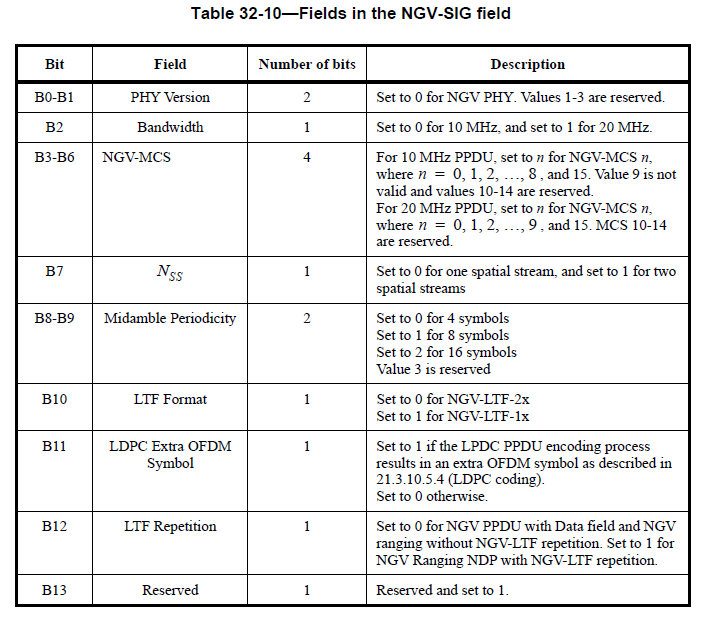 Table 32-10—Fields in the NGV-SIG field
Bit Field Number of bits Description
B0-B1 PHY Version 2 Set to 0 for NGV PHY. Values 1-3 are reserved.
B2 Bandwidth 1 Set to 0 for 10 MHz, and set to 1 for 20 MHz.
B3-B6 NGV-MCS 4 For 10 MHz PPDU, set to n for NGV-MCS n,
where n = 0, 1, 2, …, 8 , and 15. Value 9 is not
valid and values 10-14 are reserved.
For 20 MHz PPDU, set to n for NGV-MCS n,
where n = 0, 1, 2, …, 9 , and 15. MCS 10-14
are reserved.
B7 NSS 1 Set to 0 for one spatial stream, and set to 1 for two
spatial streams
B8-B9 Midamble Periodicity 2 Set to 0 for 4 symbols
Set to 1 for 8 symbols
Set to 2 for 16 symbols
Value 3 is reserved
B10 LTF Format 1 Set to 0 for NGV-LTF-2x
Set to 1 for NGV-LTF-1x
B11 LDPC Extra OFDM 1 Set to 1 if the LPDC PPDU encoding process
Symbol results in an extra OFDM symbol as described in
21.3.10.5.4 (LDPC coding).
Set to 0 otherwise.
B12 LTF Repetition 1 Set to 0 for NGV PPDU with Data field and NGV
ranging without NGV-LTF repetition. Set to 1 for
NGV Ranging NDP with NGV-LTF repetition.
B13 Reserved 1 Reserved and set to 1.